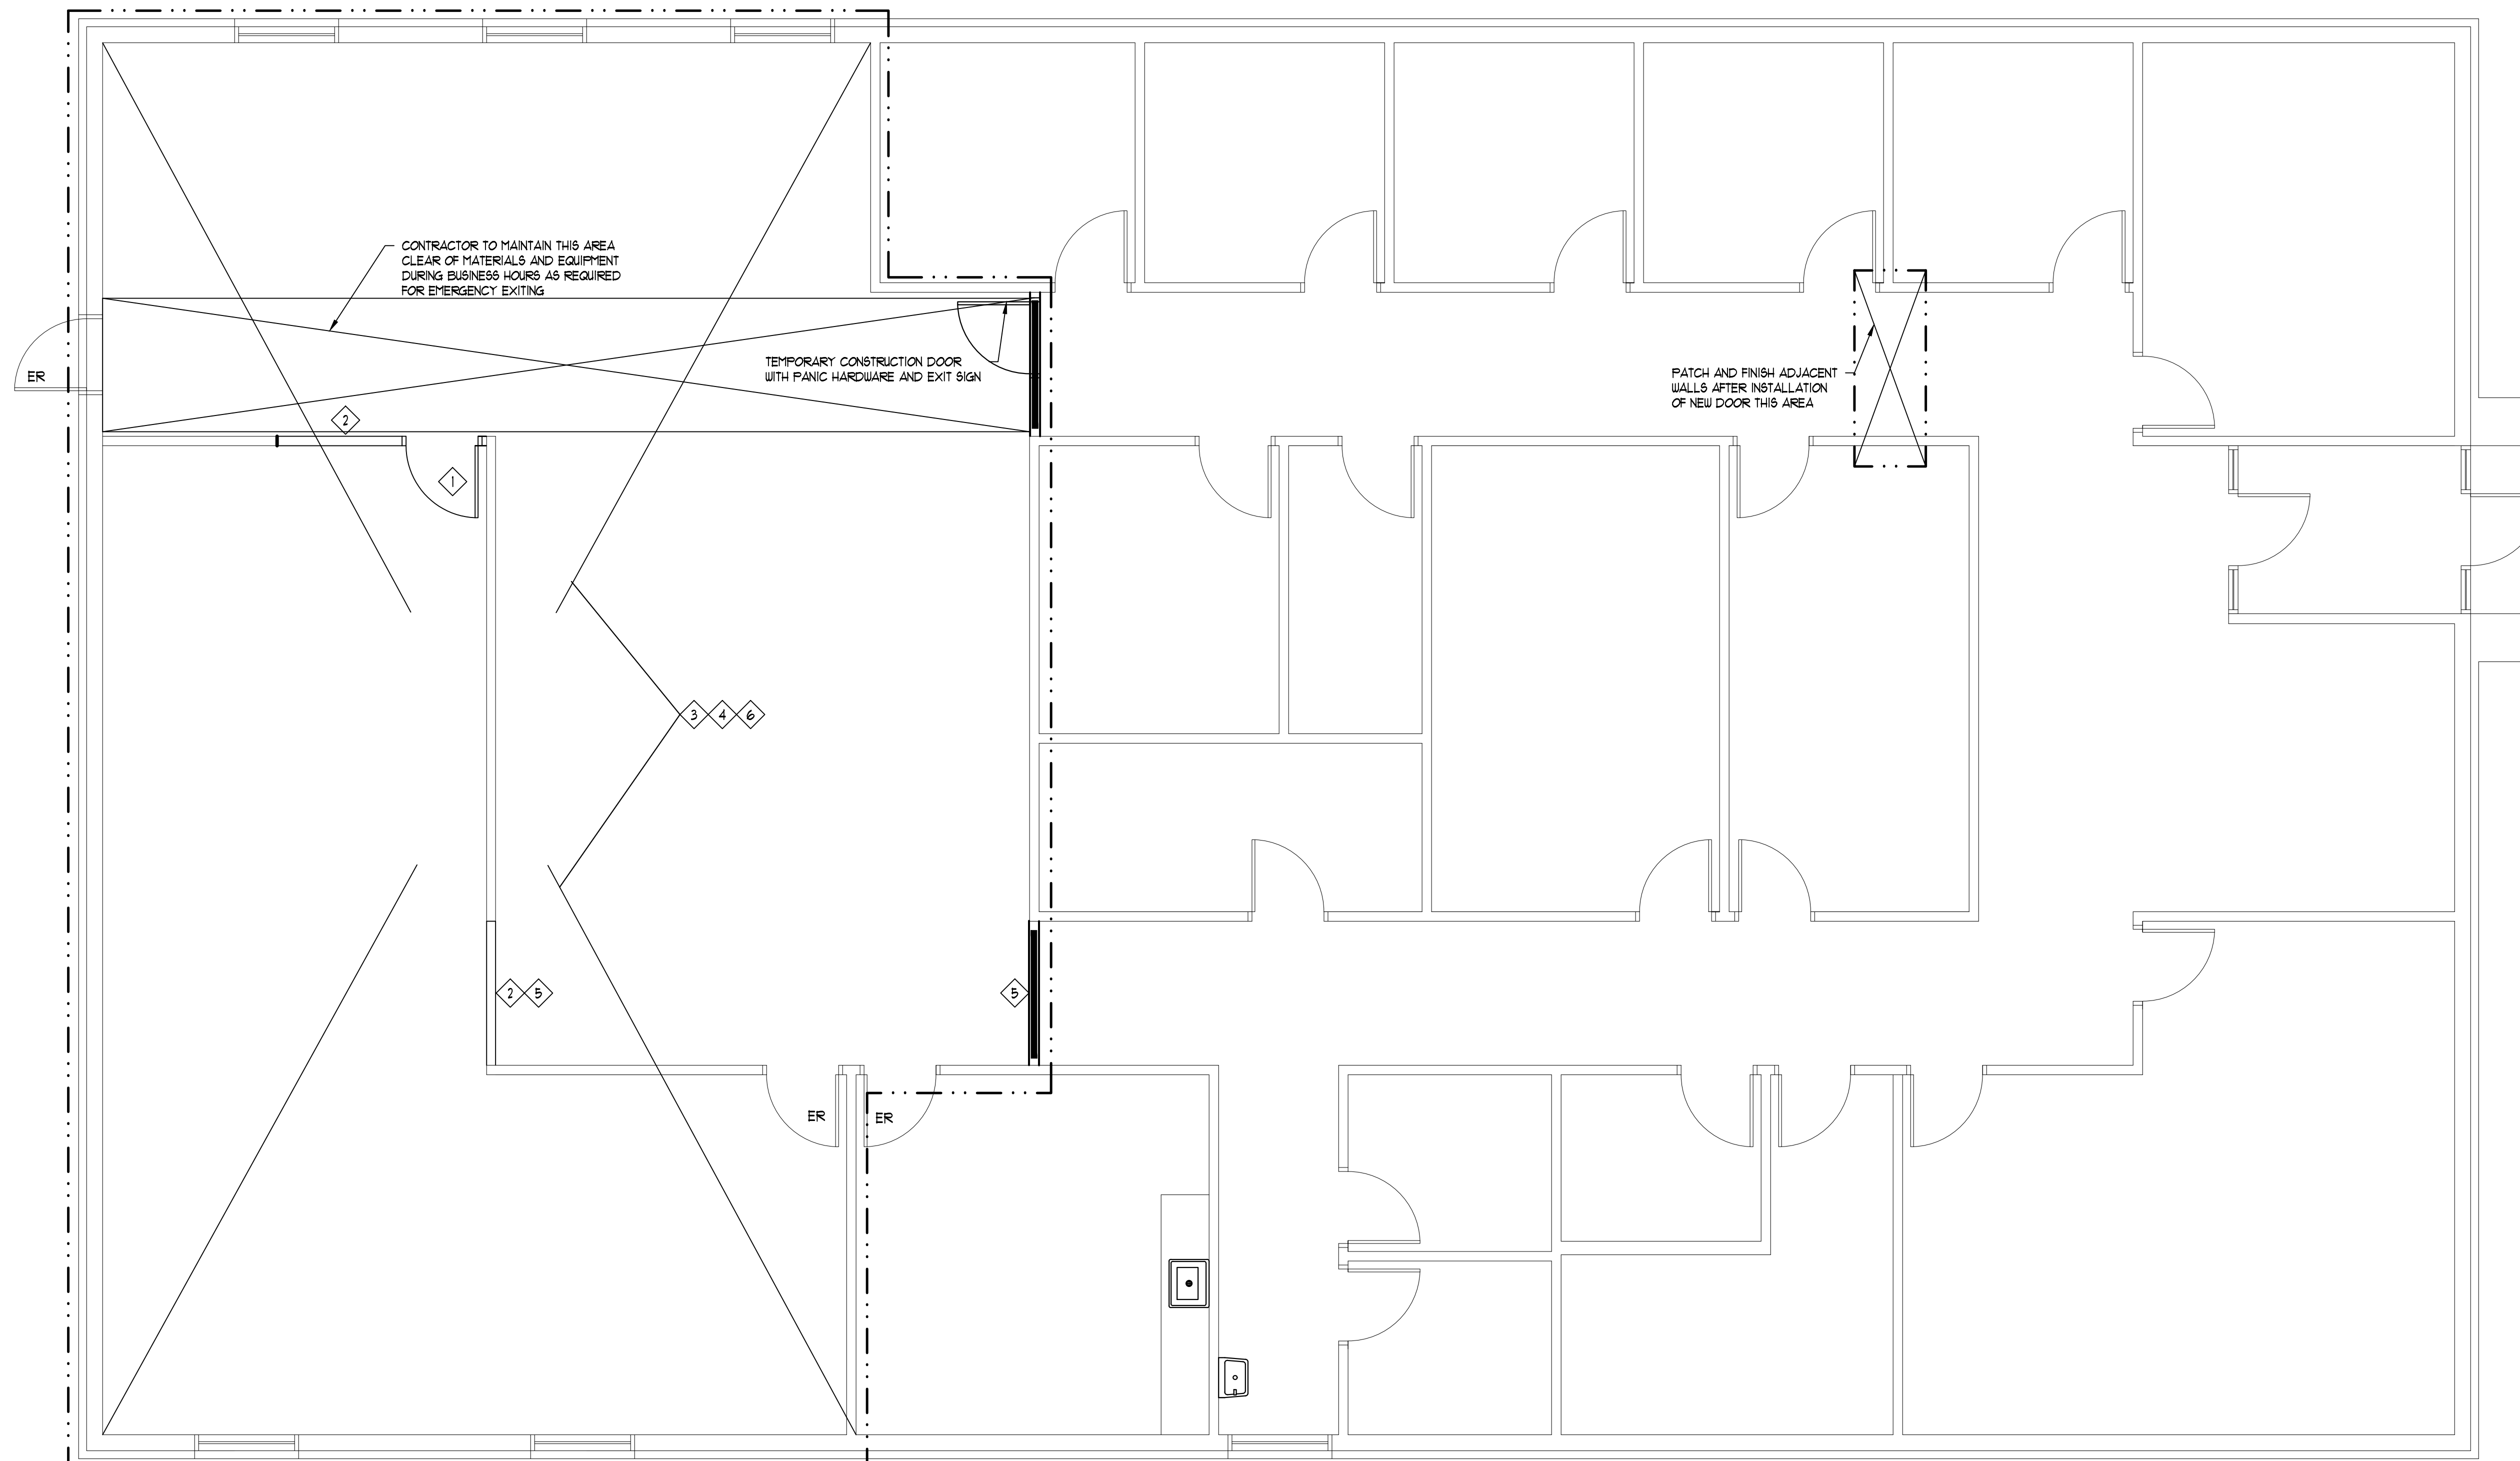 CONTRACTOR TO MAINTAIN THIS AREA
CLEAR OF MATERIALS AND EQUIPMENT
DURING BUSINESS HOURS AS REQUIRED
FOR EMERGENCY EXITING
TEMPORARY CONSTRUCTION DOOR
WITH PANIC HARDWARE AND EXIT SIGN
PATCH AND FINISH ADJACENT
WALLS AFTER INSTALLATION
OF NEW DOOR THIS AREA
ER
2
1
3 4 6
2 5
5
ER
ER